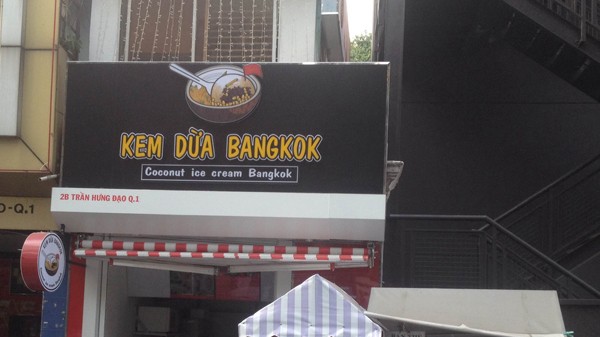 KEM DỪA BANGKOK
Coconut ice cream Bangkok
2B TRẦN HƯNG ĐẠO Q.1
O-Q.1